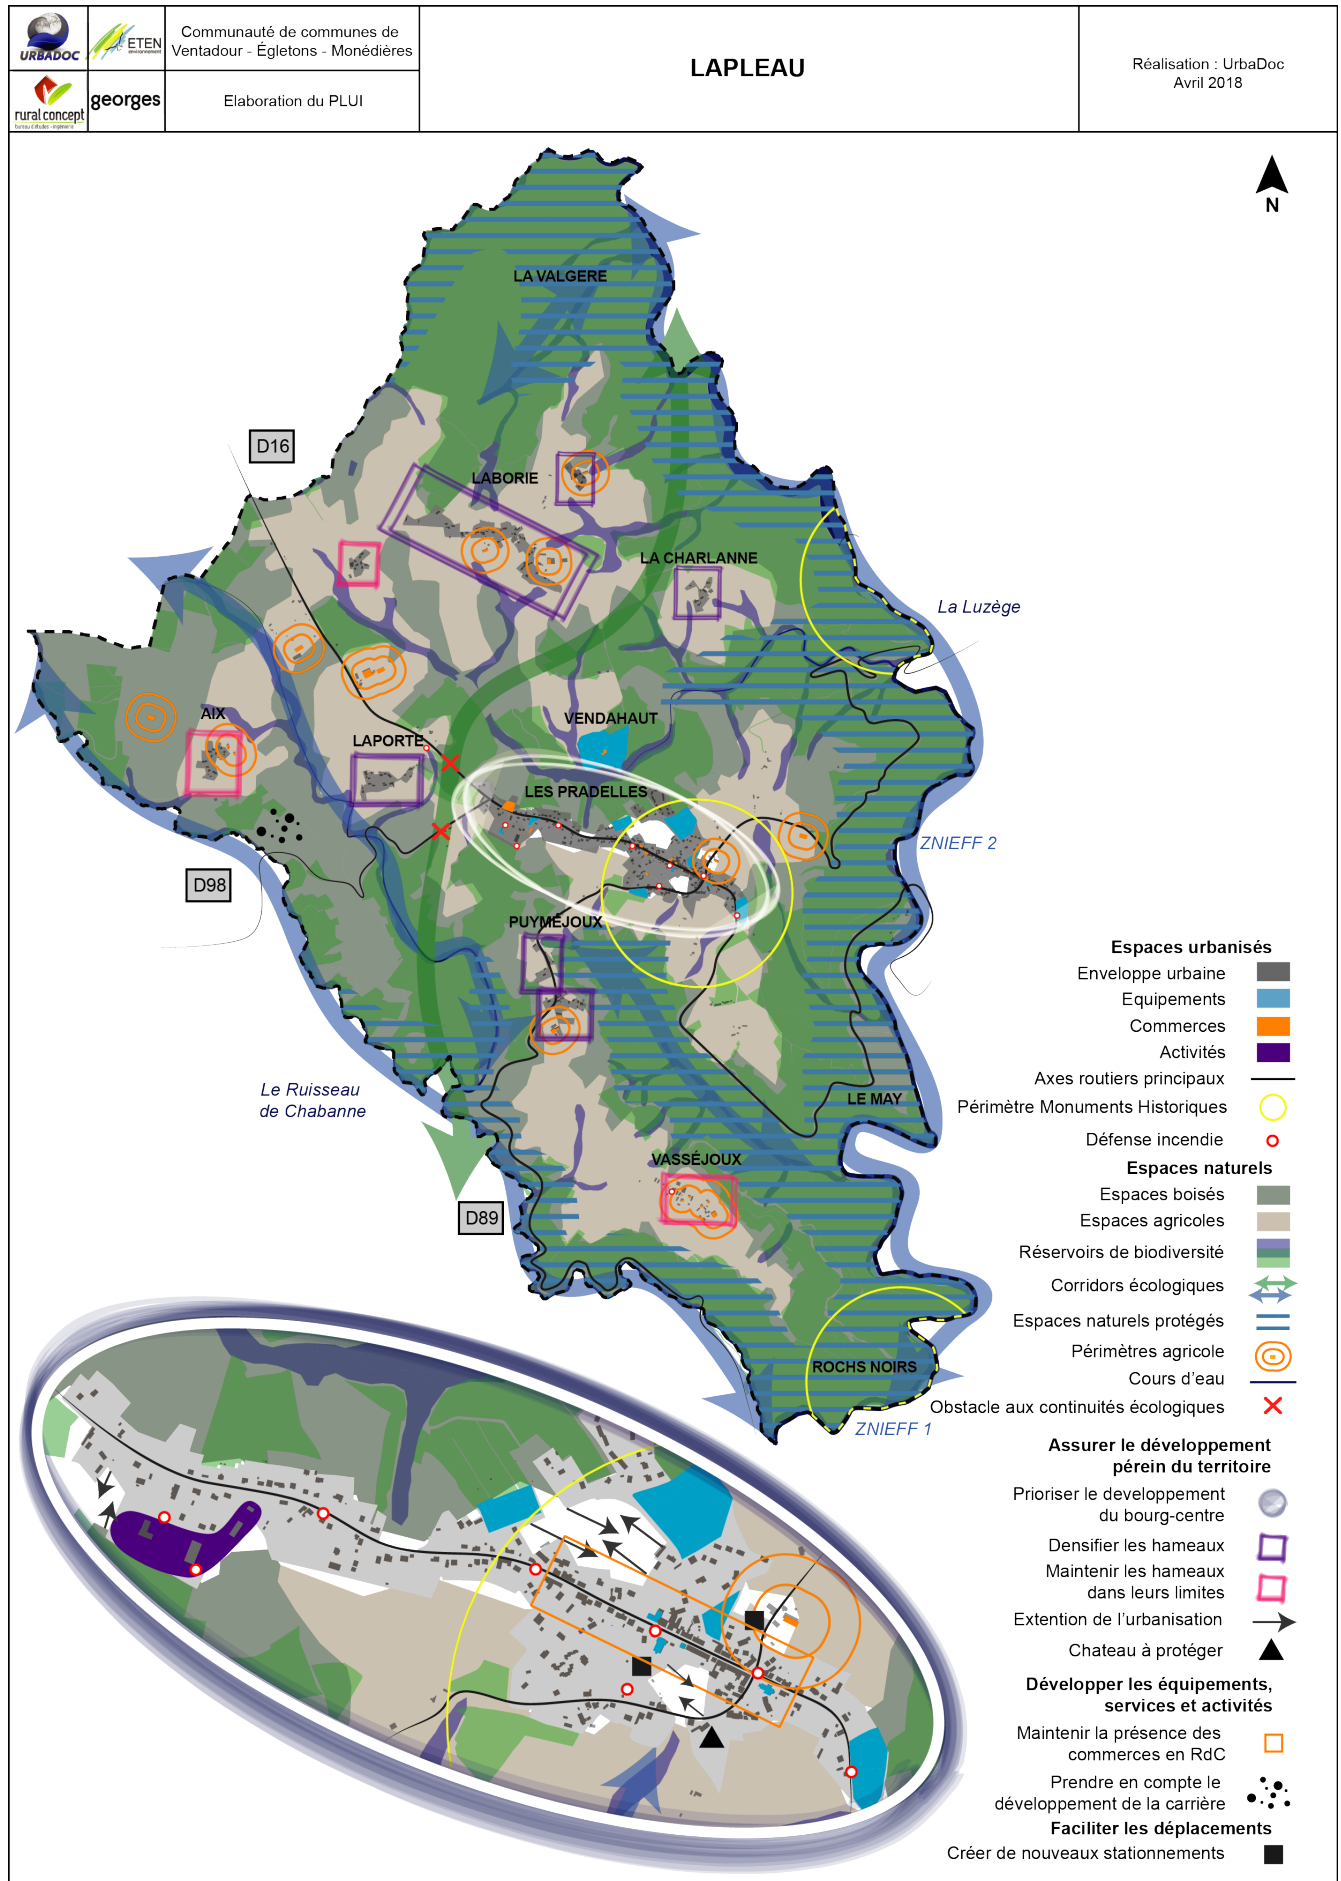 URBADOC
ETEN
environnement
Communauté de communes de
Ventadour - Égletons - Monédières
rural concept
bureau d'études - ingénierie
georges
Elaboration du PLUI
LAPLEAU
Réalisation : UrbaDoc
Avril 2018
N
LA VALGERE
D16
LABORIE
LA CHARLANNE
La Luzège
AIX
VENDAHAUT
LAPORTE
LES PRADELLES
ZNIEFF 2
D98
PUYMÉJOUX
Le Ruisseau
de Chabanne
LE MAY
VASSÉJOUX
D89
ROCHS NOIRS
ZNIEFF 1
Espaces urbanisés
Enveloppe urbaine
Equipements
Commerces
Activités
Axes routiers principaux
Périmètre Monuments Historiques
Défense incendie
Espaces naturels
Espaces boisés
Espaces agricoles
Réservoirs de biodiversité
Corridors écologiques
Espaces naturels protégés
Périmètres agricole
Cours d'eau
Obstacle aux continuités écologiques
Assurer le développement
pérein du territoire
Prioriser le developpement
du bourg-centre
Densifier les hameaux
Maintenir les hameaux
dans leurs limites
Extention de l'urbanisation
Chateau à protéger
Développer les équipements,
services et activités
Maintenir la présence des
commerces en RdC
Prendre en compte le
développement de la carrière
Faciliter les déplacements
Créer de nouveaux stationnements